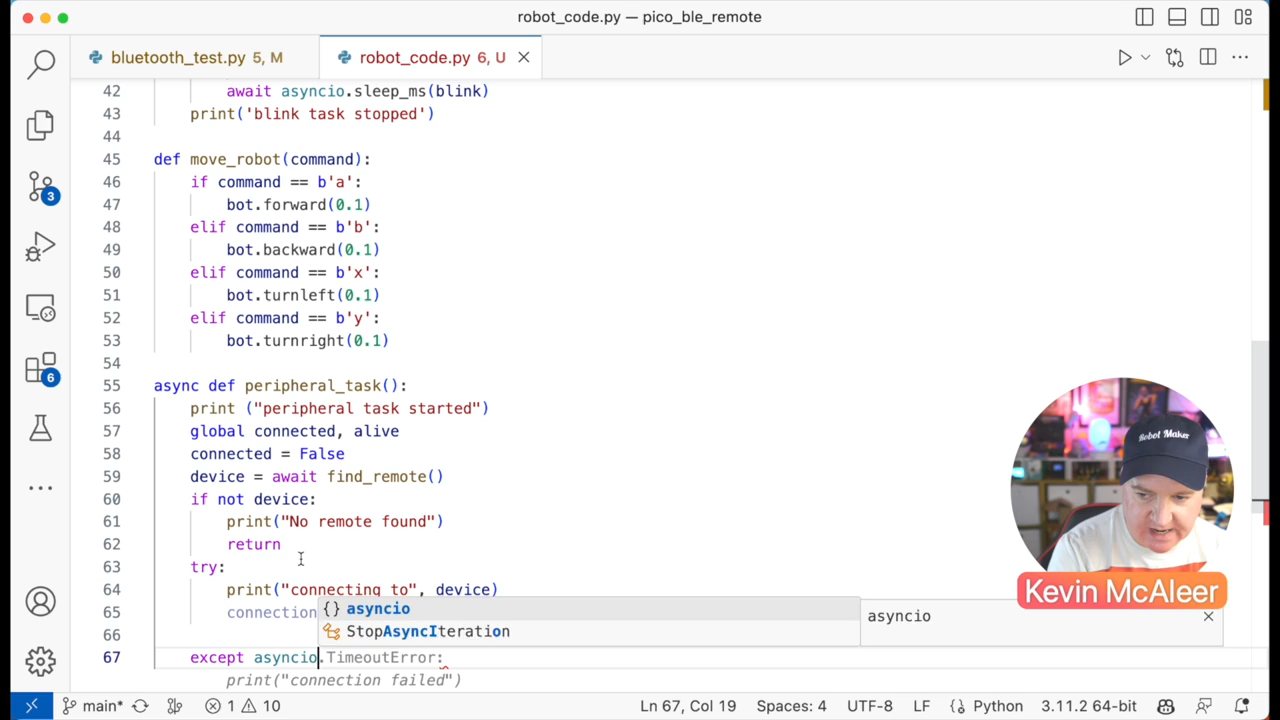 robot_code.py — pico_ble_remote
bluetooth_test.py 5, M
robot_code.py 6, U
42 await asyncio.sleep_ms(blink)
43 print('blink task stopped')
44
45 def move_robot(command):
46 if command == b'a':
47 bot.forward(0.1)
48 elif command == b'b':
49 bot.backward(0.1)
50 elif command == b'x':
51 bot.turnleft(0.1)
52 elif command == b'y':
53 bot.turnright(0.1)
54
55 async def peripheral_task():
56 print ("peripheral task started")
57 global connected, alive
58 connected = False
59 device = await find_remote()
60 if not device:
61 print("No remote found")
62 return
63 try:
64 print("connecting to", device)
65 connection
66
67 except asyncio.TimeoutError:
print("connection failed")
{} asyncio
StopAsyncIteration
asyncio
3
6
Robot Maker
Kevin McAleer
main* 1 10
Ln 67, Col 19 Spaces: 4 UTF-8 LF {} Python 3.11.2 64-bit